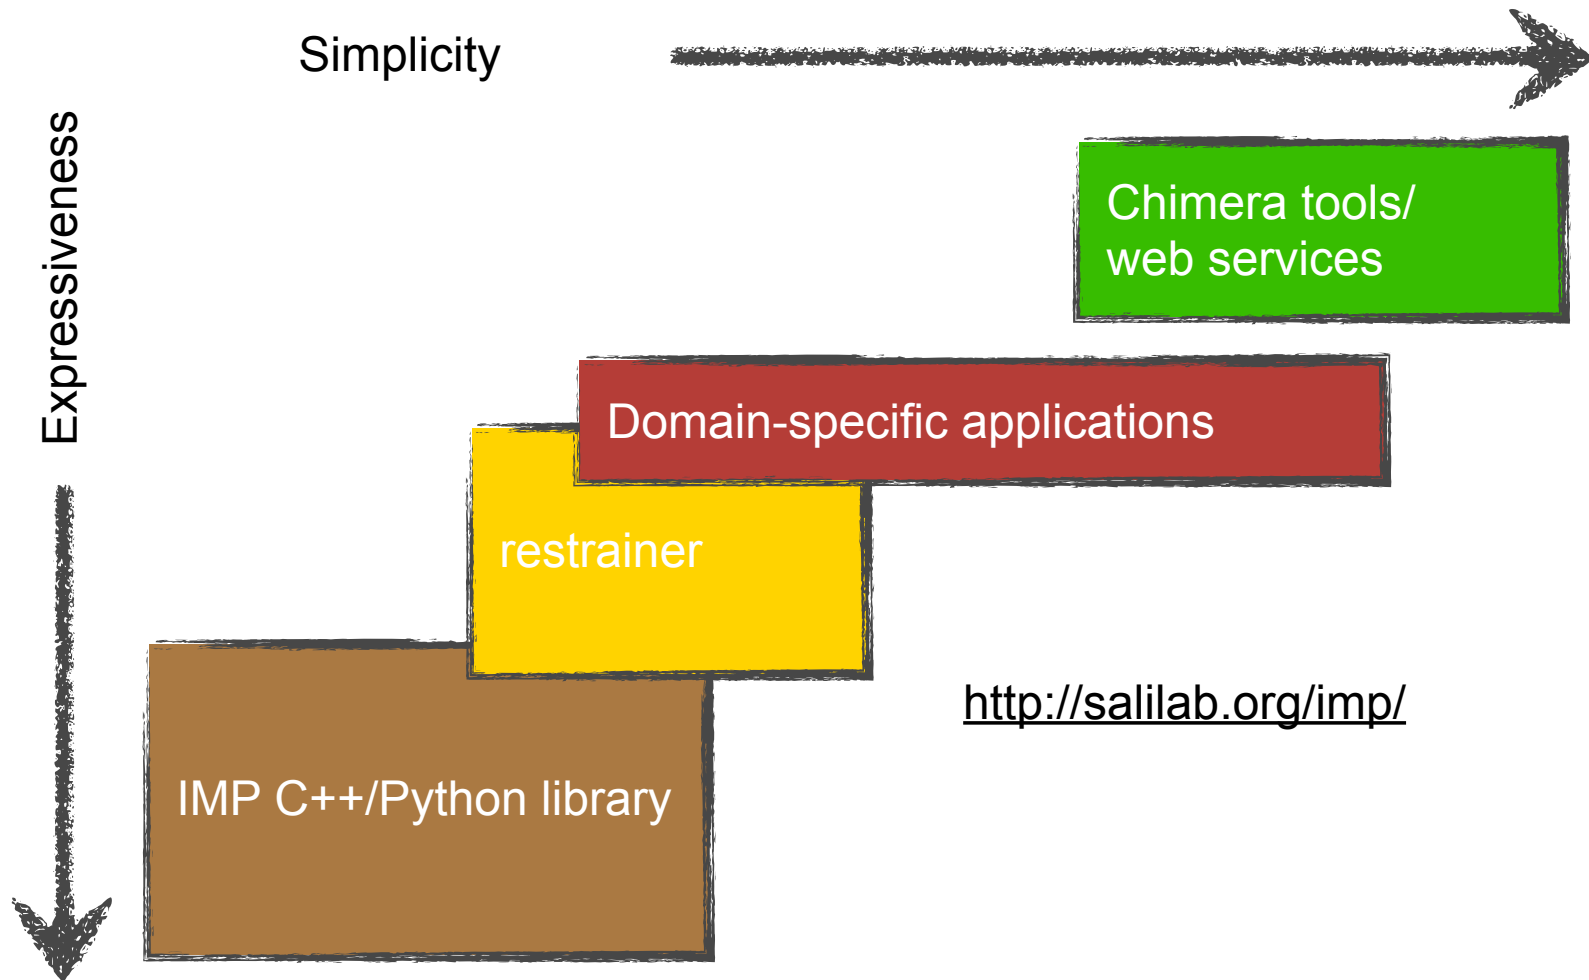 Simplicity
Expressiveness
Chimera tools/
web services
Domain-specific applications
restrainer
http://salilab.org/imp/
IMP C++/Python library